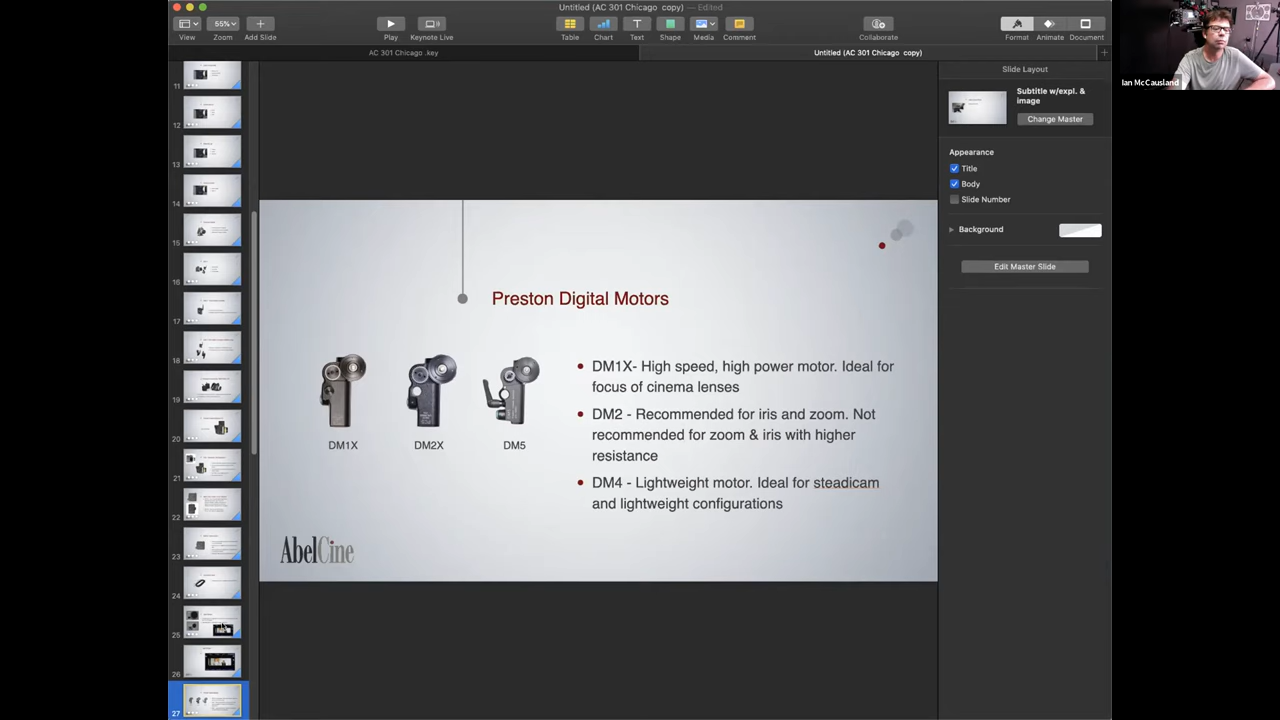 Untitled (AC 301 Chicago copy) — Edited
55%
View
Zoom
Add Slide
Play
Keynote Live
Table
Chart
Text
Shape
Media
Comment
Collaborate
Format
Animate
Document
AC 301 Chicago .key
Untitled (AC 301 Chicago copy)
Ian McCausland
Slide Layout
Subtitle w/expl. &
image
Change Master
Appearance
Title
Body
Slide Number
Background
Edit Master Slide
11
12
13
14
15
16
17
18
19
20
21
22
23
24
25
26
27
Preston Digital Motors
DM1X
DM2X
DM5
• DM1X- High speed, high power motor. Ideal for
focus of cinema lenses
• DM2 - Recommended for iris and zoom. Not
recommended for zoom & iris with higher
resistance
• DM4 - Lightweight motor. Ideal for steadicam
and lightweight configurations
AbelCine